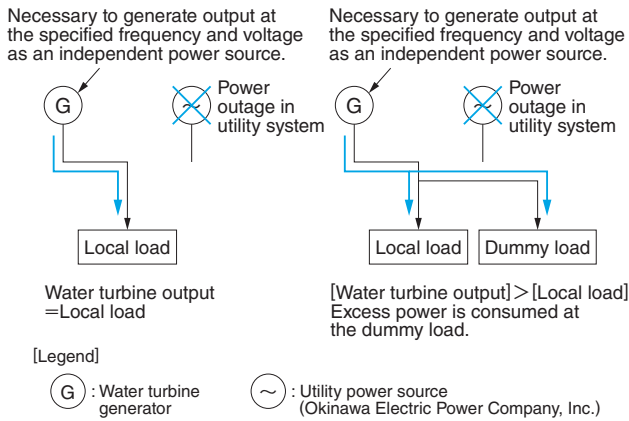 Necessary to generate output at
the specified frequency and voltage
as an independent power source.
G
Power
outage in
utility system
Local load
Water turbine output
=Local load
Necessary to generate output at
the specified frequency and voltage
as an independent power source.
G
Power
outage in
utility system
Local load
Dummy load
[Water turbine output]>[Local load]
Excess power is consumed at
the dummy load.
[Legend]
G : Water turbine
generator
~ : Utility power source
(Okinawa Electric Power Company, Inc.)